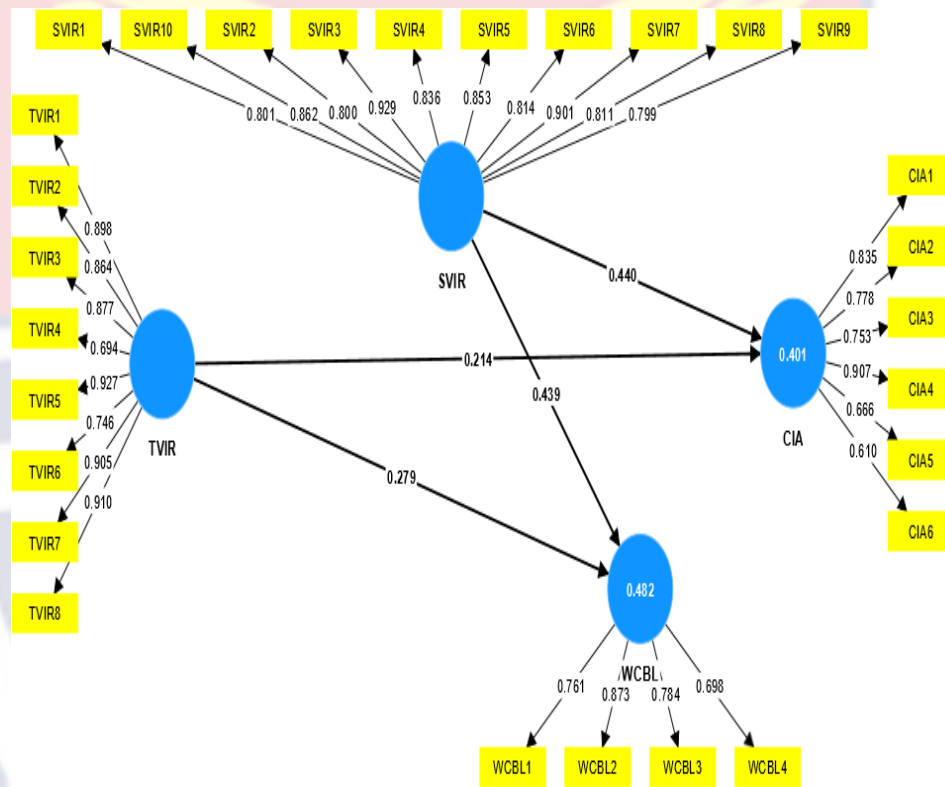 SVIR1 SVIR10 SVIR2 SVIR3 SVIR4 SVIR5 SVIR6 SVIR7 SVIR8 SVIR9
0.801 0.862 0.800 0.929 0.836 0.853 0.814 0.901 0.811 0.799
SVIR
TVIR1
TVIR2
TVIR3
TVIR4
TVIR5
TVIR6
TVIR7
TVIR8
0.898
0.864
0.877
0.694
0.927
0.746
0.905
0.910
TVIR
0.440
0.214
0.439
0.279
0.401
CIA
0.835
0.778
0.753
0.907
0.666
0.610
CIA1
CIA2
CIA3
CIA4
CIA5
CIA6
0.482
WCBL
0.761 0.873 0.784 0.698
WCBL1 WCBL2 WCBL3 WCBL4